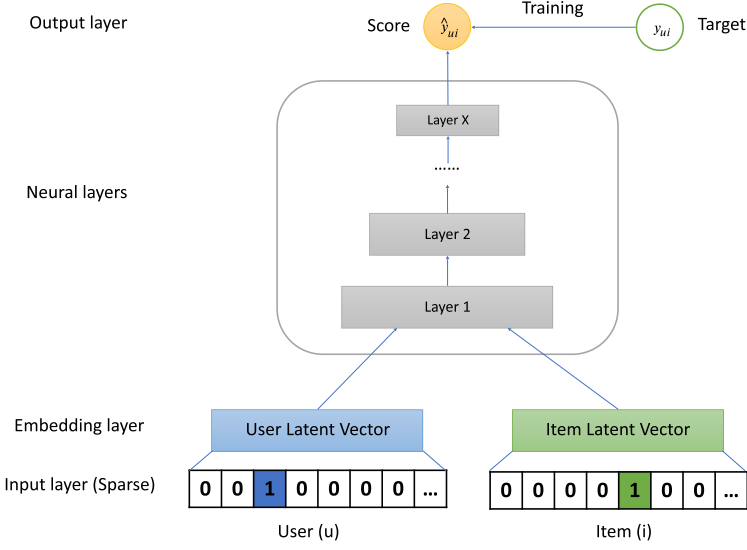 Output layer
Score
ŷui
Training
yui
Target
Layer X
......
Neural layers
Layer 2
Layer 1
Embedding layer
User Latent Vector
Item Latent Vector
Input layer (Sparse)
0 0 1 0 0 0 0 ...
0 0 0 0 1 0 0 ...
User (u)
Item (i)